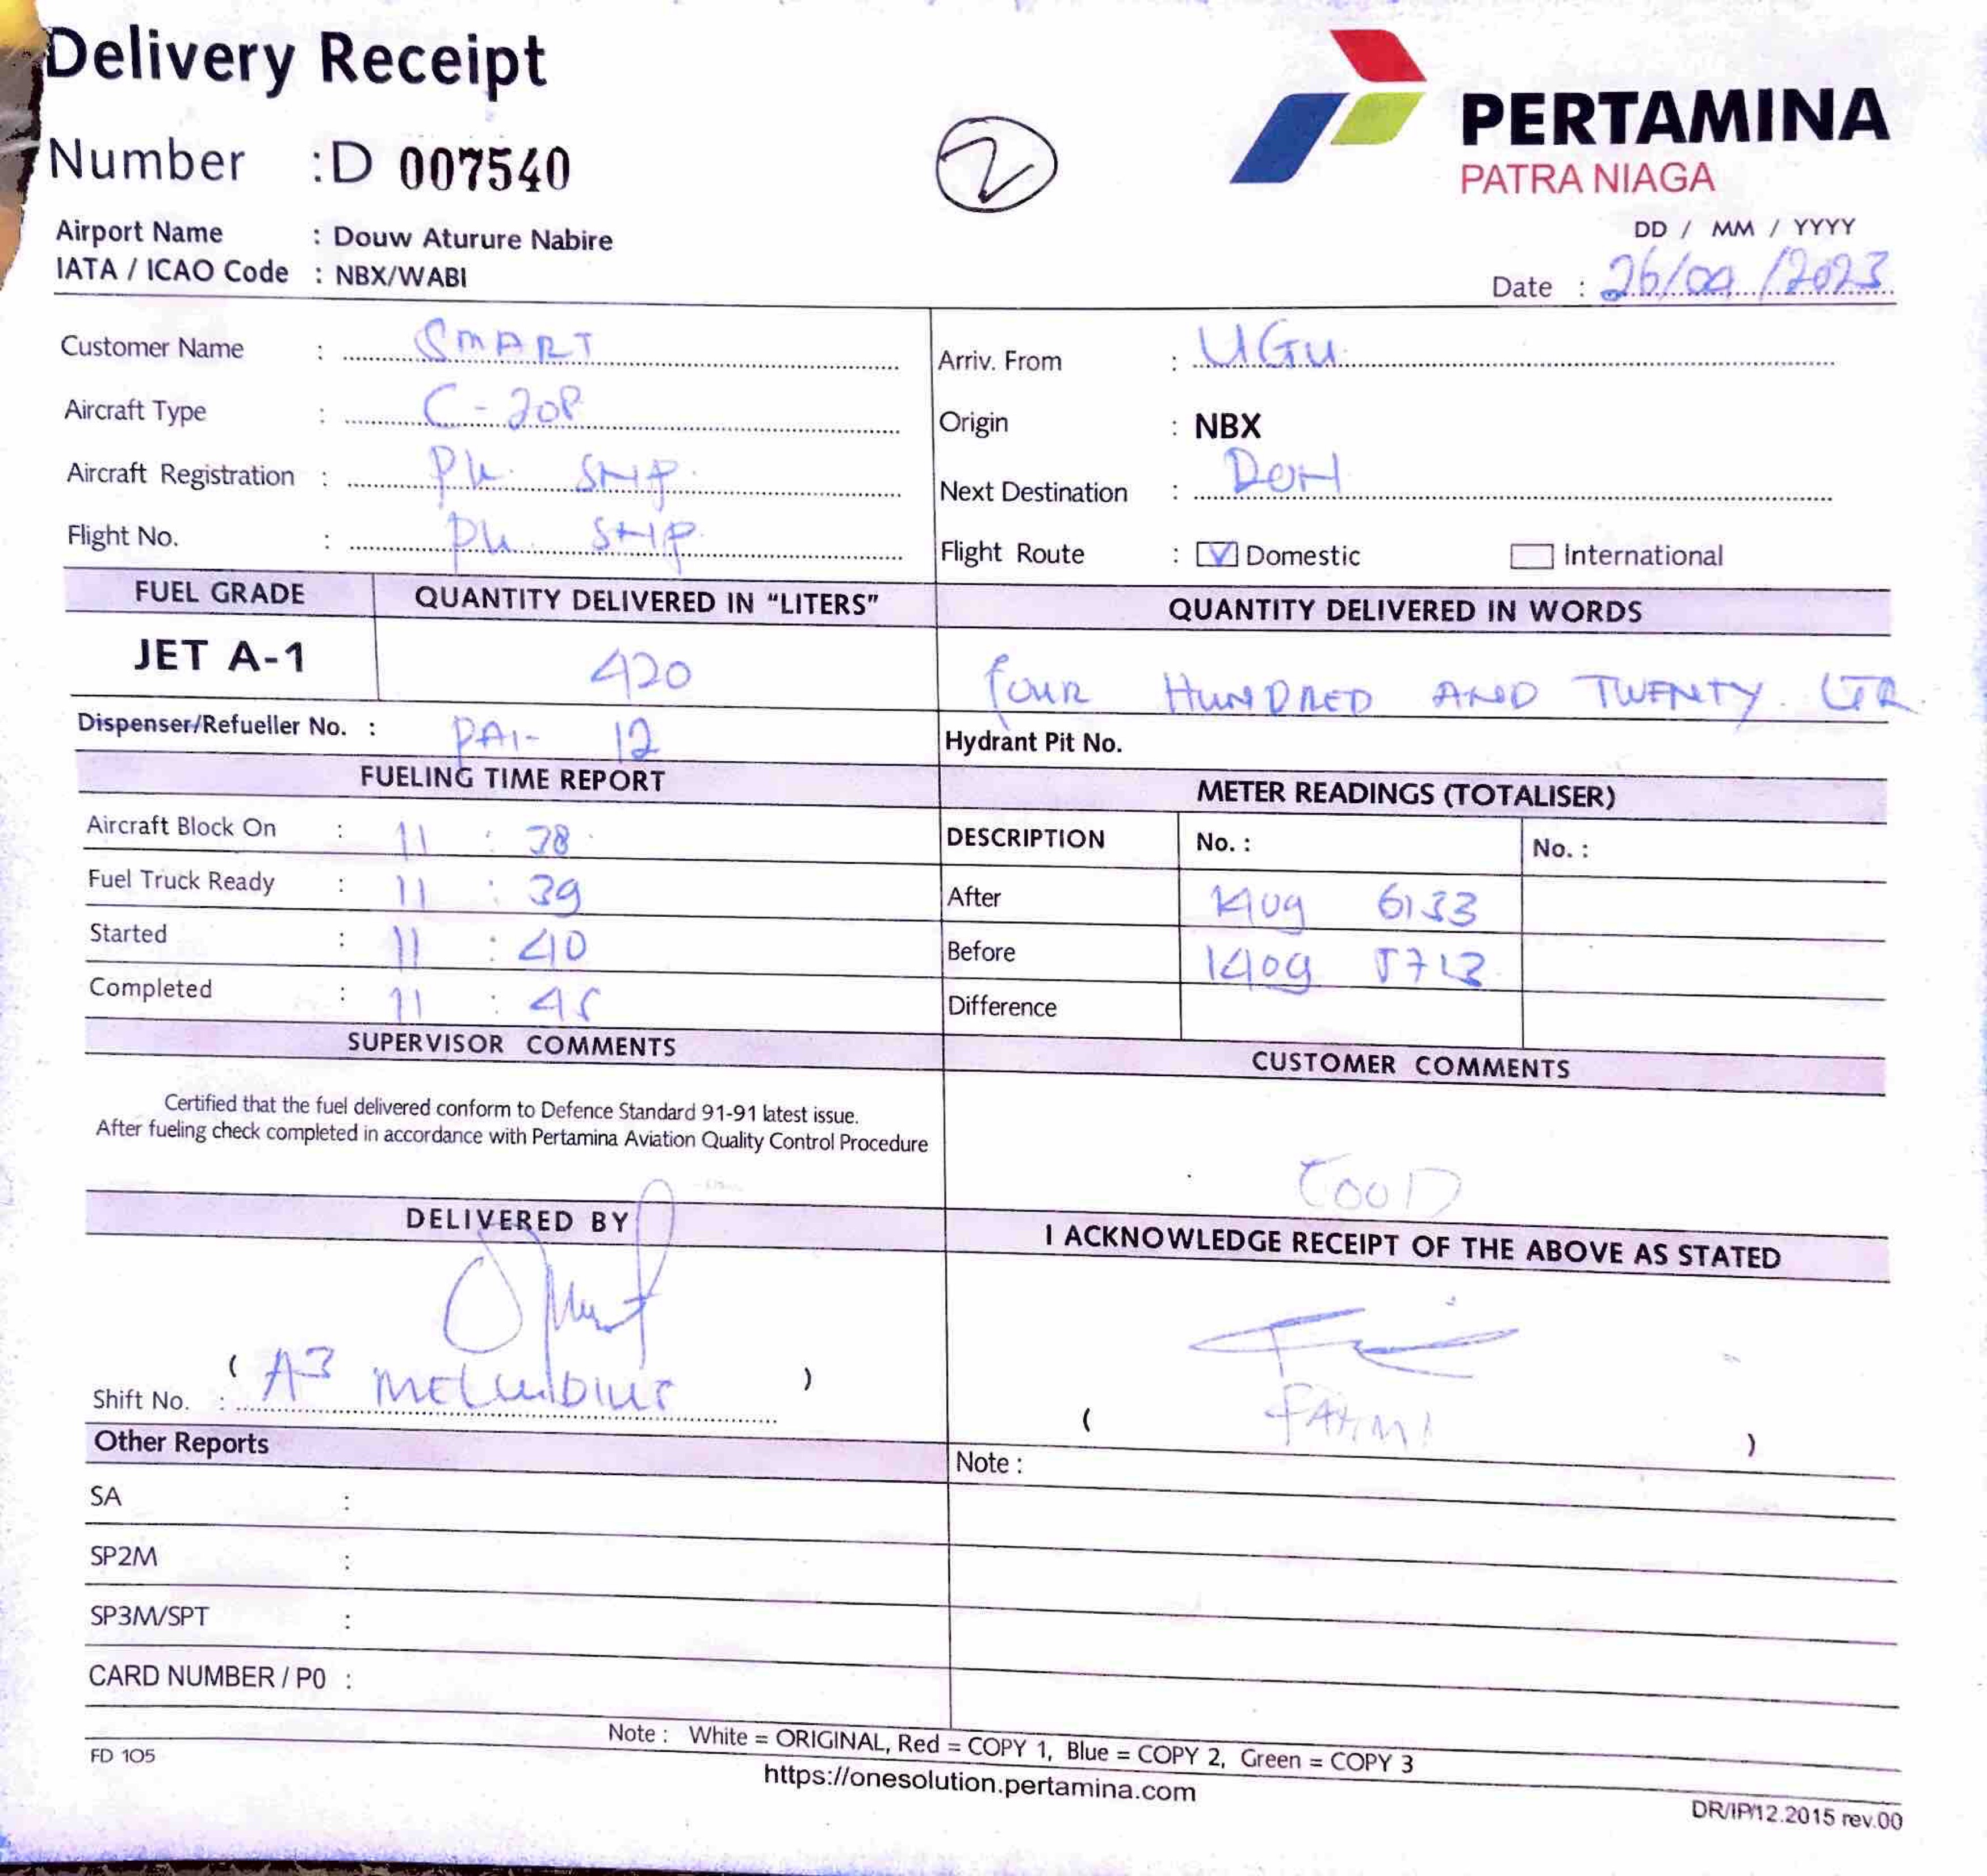 Delivery Receipt
PERTAMINA
PATRA NIAGA
Number : D 007540
2
Airport Name : Douw Aturure Nabire
IATA / ICAO Code : NBX/WABI
DD / MM / YYYY
Date : 26/04/2023
Customer Name : SMART
Arriv. From : UGU
Aircraft Type : C-208
Origin : NBX
Aircraft Registration : PK. SNP.
Next Destination : DOH
Flight No. : PK.
Flight Route : Domestic International
FUEL GRADE QUANTITY DELIVERED IN "LITERS" QUANTITY DELIVERED IN WORDS
JET A-1 420 FOUR HUNDRED AND TWENTY LTR.
Dispenser/Refueller No. : PAI- 12 Hydrant Pit No.
FUELING TIME REPORT METER READINGS (TOTALISER)
Aircraft Block On : 11 : 38 DESCRIPTION No. : No. :
Fuel Truck Ready : 11 : 39 After 1409 6133
Started : 11 : 40 Before 1409 5713
Completed : 11 : 45 Difference
SUPERVISOR COMMENTS CUSTOMER COMMENTS
Certified that the fuel delivered conform to Defence Standard 91-91 latest issue.
After fueling check completed in accordance with Pertamina Aviation Quality Control Procedure
GOOD
DELIVERED BY I ACKNOWLEDGE RECEIPT OF THE ABOVE AS STATED
Shift No. : ( A3 )
( FAHMI )
Other Reports Note :
SA :
SP2M :
SP3M/SPT :
CARD NUMBER / P0 :
Note : White = ORIGINAL, Red = COPY 1, Blue = COPY 2, Green = COPY 3
FD 105
https://onesolution.pertamina.com
DR/IP/12.2015 rev.00